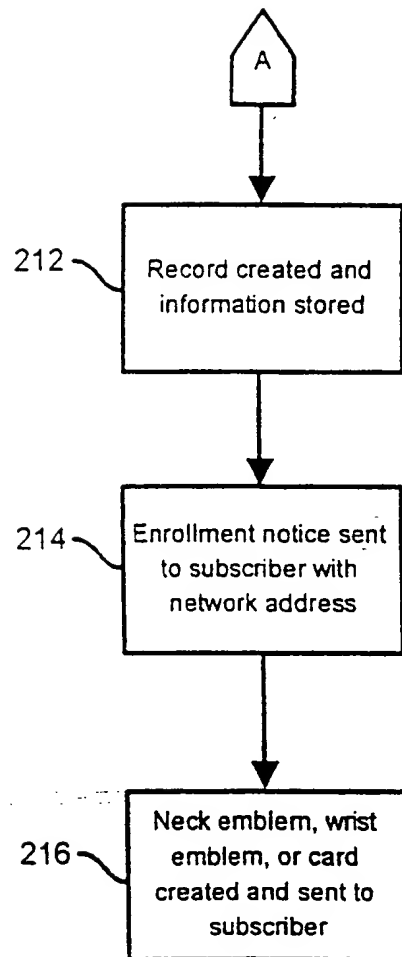 A
212
Record created and
information stored
214
Enrollment notice sent
to subscriber with
network address
216
Neck emblem, wrist
emblem, or card
created and sent to
subscriber